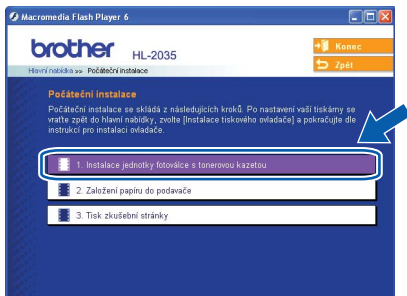 Macromedia Flash Player 6
brother HL-2035
Konec
Zpět
Hlavní nabídka »» Počáteční instalace
Počáteční instalace
Počáteční instalace se skládá z následujících kroků. Po nastavení vaší tiskárny se
vraťte zpět do hlavní nabídky, zvolte [Instalace tiskového ovladače] a pokračujte dle
instrukcí pro instalaci ovladače.
1. Instalace jednotky fotoválce s tonerovou kazetou
2. Založení papíru do podavače
3. Tisk zkušební stránky